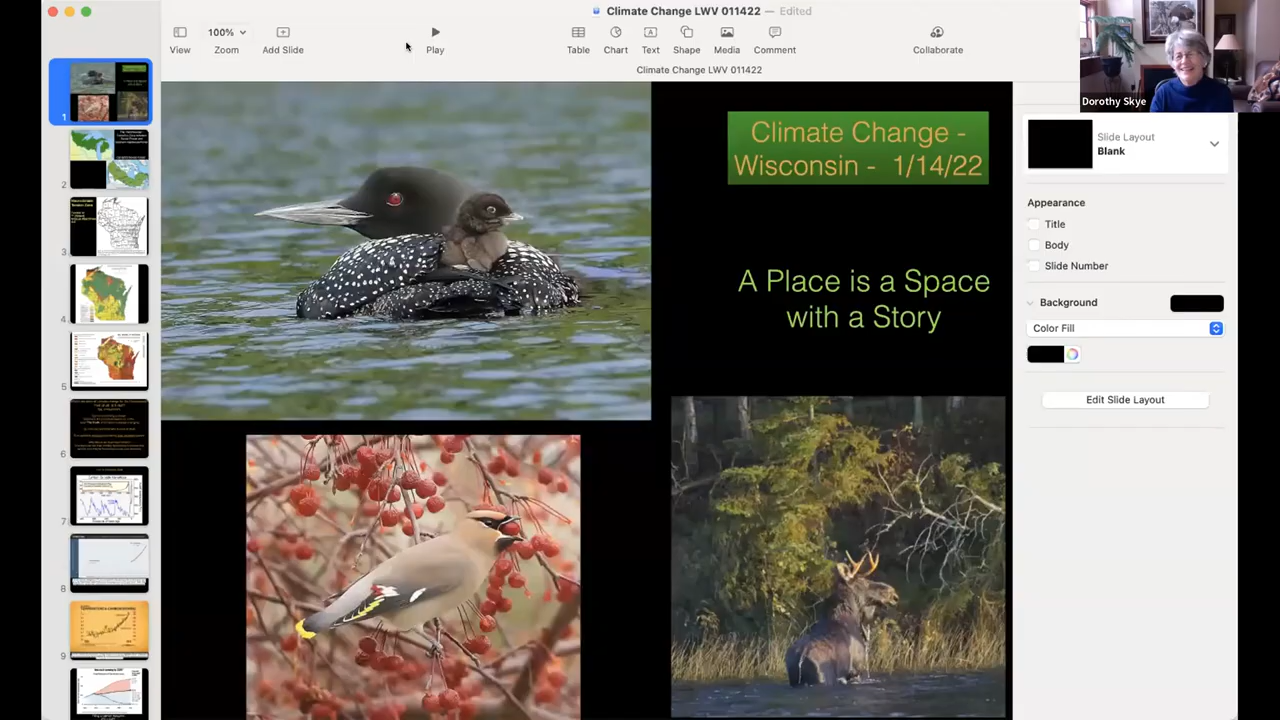 Climate Change LWV 011422 — Edited
View
100%
Zoom
Add Slide
Play
Table
Chart
Text
Shape
Media
Comment
Collaborate
Climate Change LWV 011422
Dorothy Skye
1
2
3
4
5
6
7
8
9
Climate Change -
Wisconsin - 1/14/22
A Place is a Space
with a Story
Slide Layout
Blank
Appearance
Title
Body
Slide Number
Background
Color Fill
Edit Slide Layout